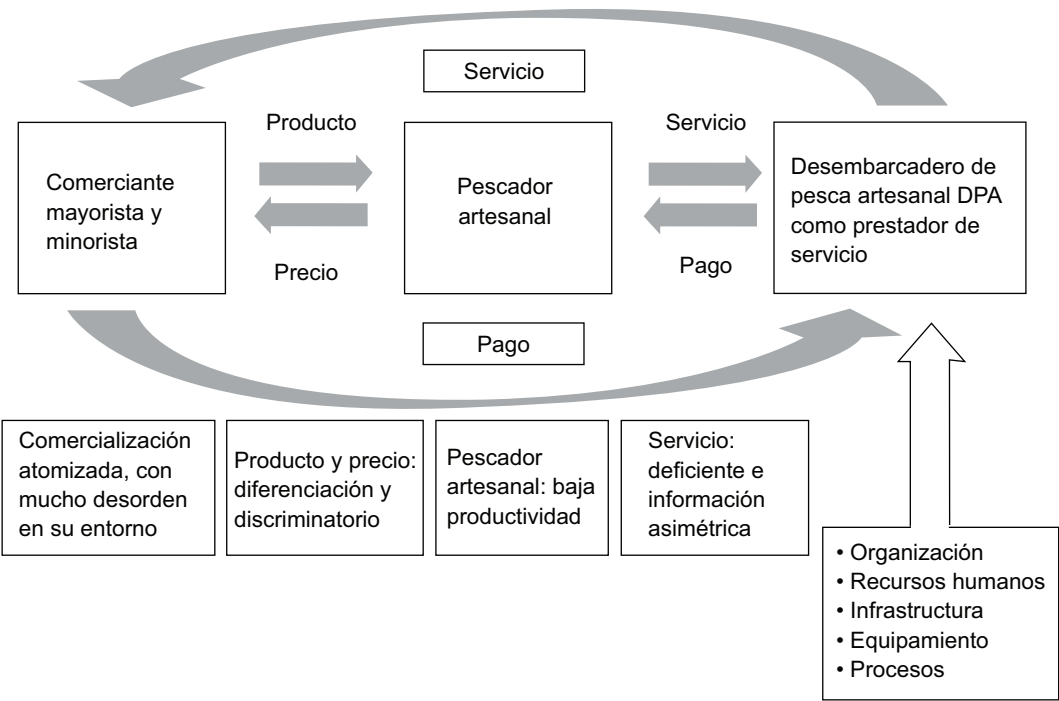 Servicio
Producto
Servicio
Comerciante
mayorista y
minorista
Pescador
artesanal
Desembarcadero de
pesca artesanal DPA
como prestador de
servicio
Precio
Pago
Pago
Comercialización
atomizada, con
mucho desorden
en su entorno
Producto y precio:
diferenciación y
discriminatorio
Pescador
artesanal: baja
productividad
Servicio:
deficiente e
información
asimétrica
• Organización
• Recursos humanos
• Infrastructura
• Equipamiento
• Procesos